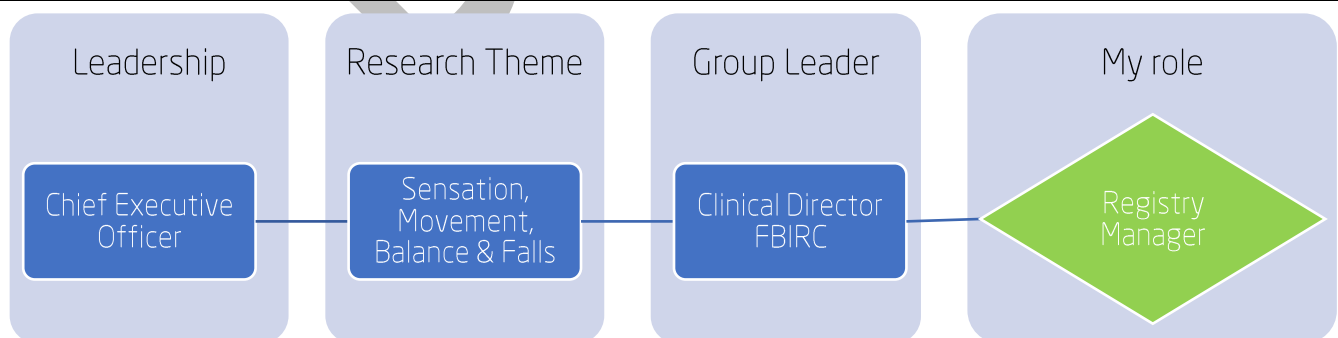 Leadership
Research Theme
Group Leader
My role
Chief Executive
Officer
Sensation,
Movement,
Balance & Falls
Clinical Director
FBIRC
Registry
Manager